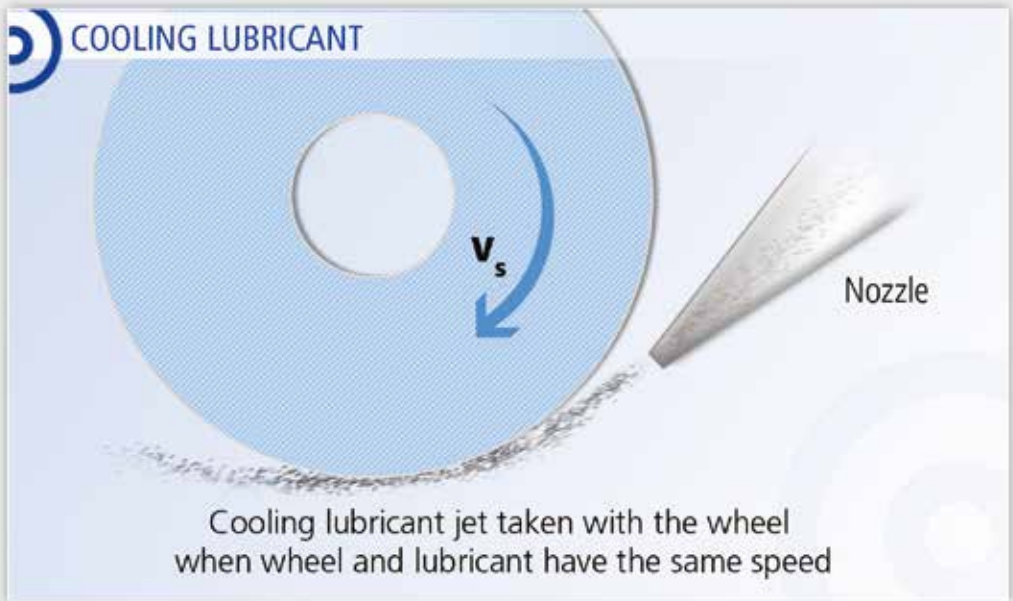 COOLING LUBRICANT
vs
Nozzle
Cooling lubricant jet taken with the wheel
when wheel and lubricant have the same speed